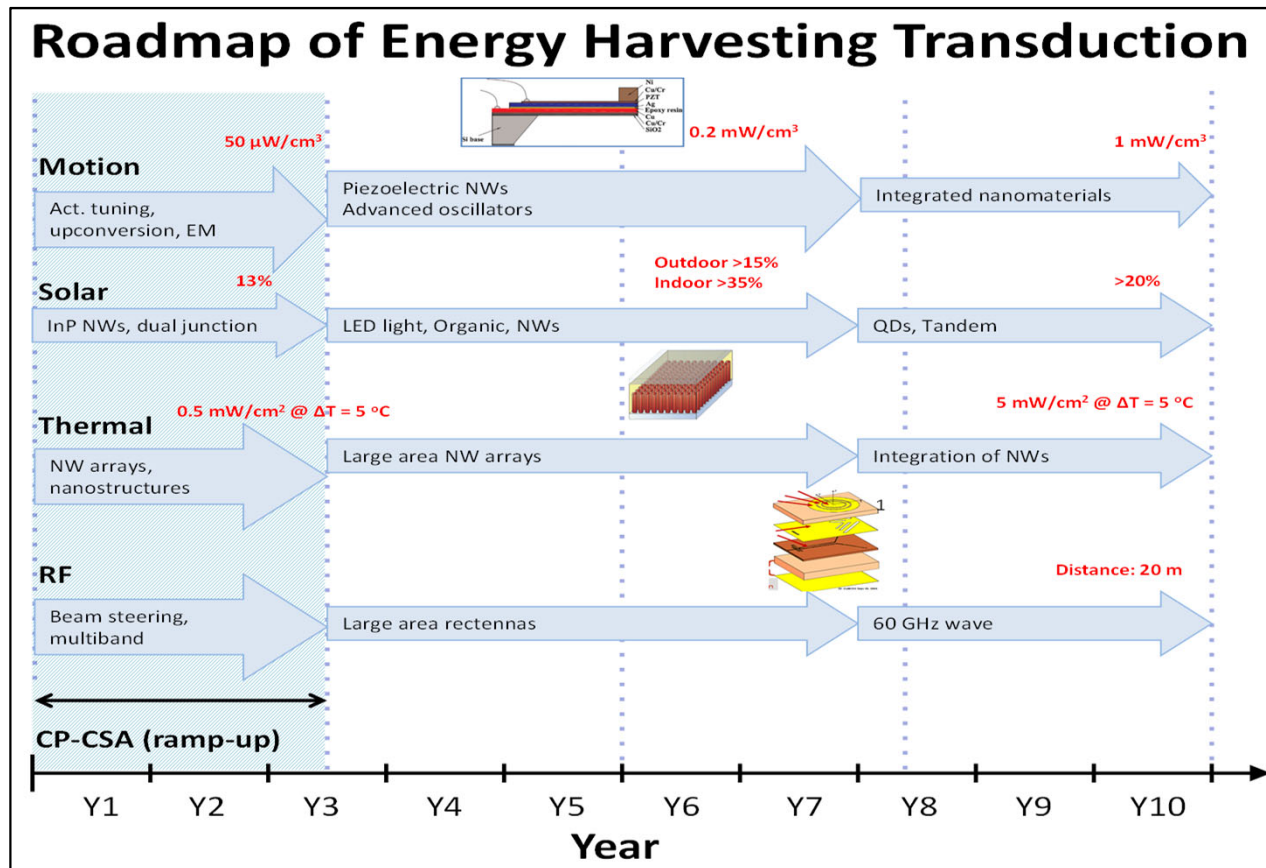 Roadmap of Energy Harvesting Transduction
Ni
Cu/Cr
PZT
Ag
Epoxy resin
Cu
Cu/Cr
SiO2
Si base
50 µW/cm³
0.2 mW/cm³
1 mW/cm³
Motion
Act. tuning,
upconversion, EM
Piezoelectric NWs
Advanced oscillators
Integrated nanomaterials
13%
Outdoor >15%
Indoor >35%
>20%
Solar
InP NWs, dual junction
LED light, Organic, NWs
QDs, Tandem
0.5 mW/cm² @ ΔT = 5 ºC
5 mW/cm² @ ΔT = 5 ºC
Thermal
NW arrays,
nanostructures
Large area NW arrays
Integration of NWs
1
RF
Distance: 20 m
Beam steering,
multiband
Large area rectennas
60 GHz wave
CP-CSA (ramp-up)
Y1 Y2 Y3 Y4 Y5 Y6 Y7 Y8 Y9 Y10
Year